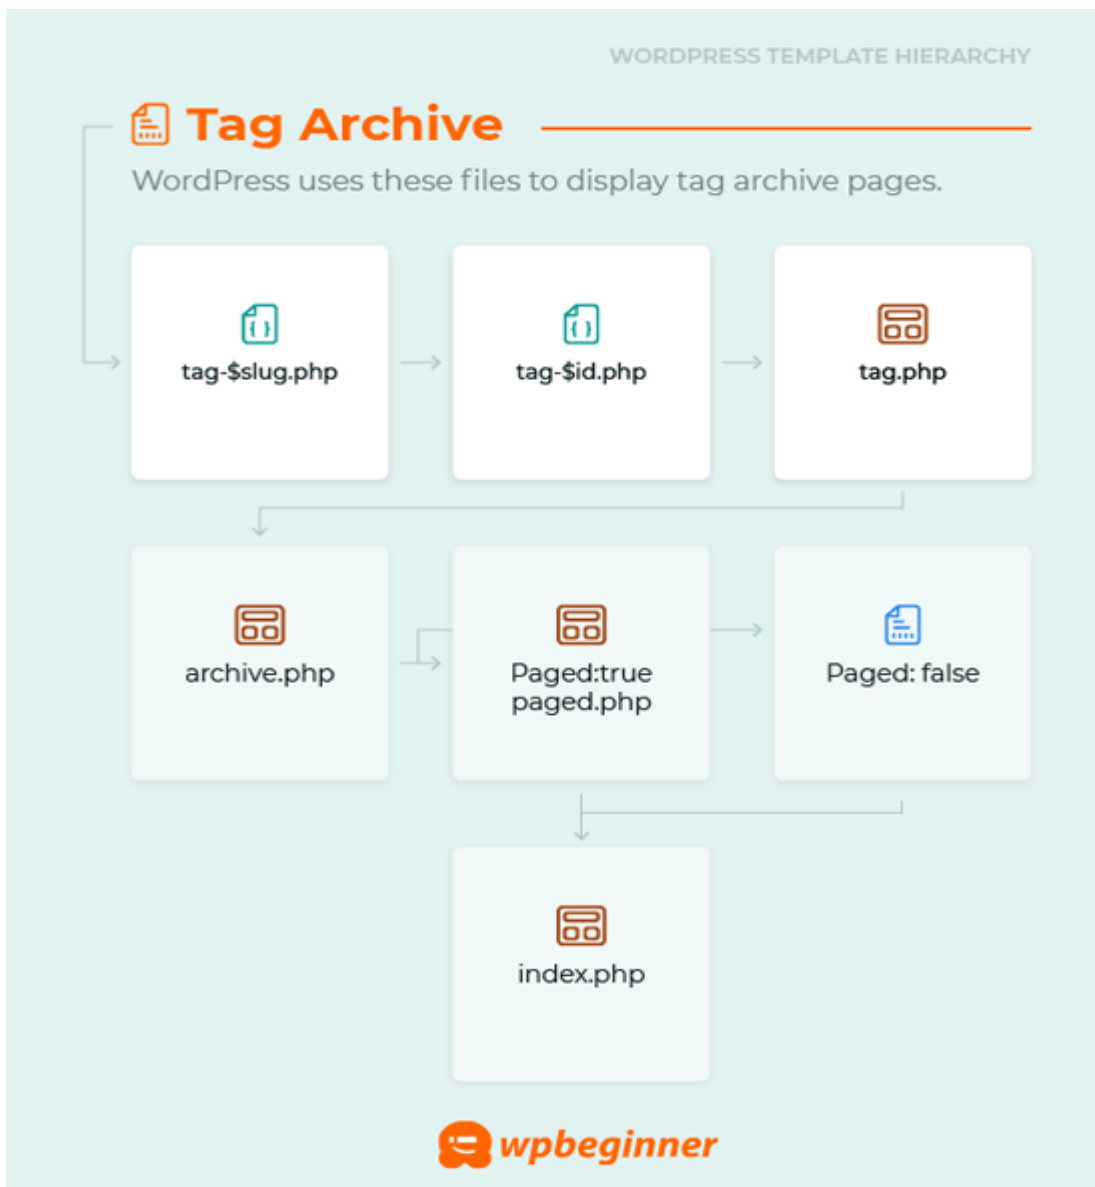 WORDPRESS TEMPLATE HIERARCHY
Tag Archive
WordPress uses these files to display tag archive pages.
tag-$slug.php
tag-$id.php
tag.php
archive.php
Paged:true
paged.php
Paged: false
index.php
wpbeginner